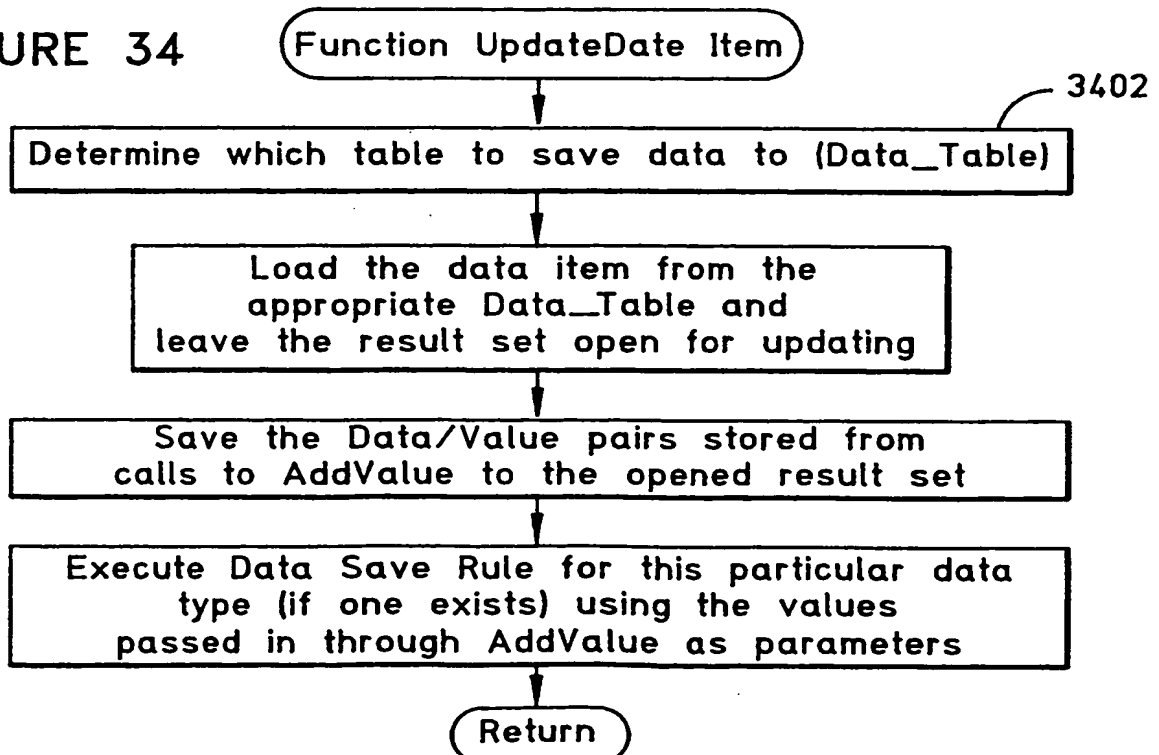 URE 34
Function UpdateDate Item
3402
Determine which table to save data to (Data_Table)
Load the data item from the
appropriate Data_Table and
leave the result set open for updating
Save the Data/Value pairs stored from
calls to AddValue to the opened result set
Execute Data Save Rule for this particular data
type (if one exists) using the values
passed in through AddValue as parameters
Return